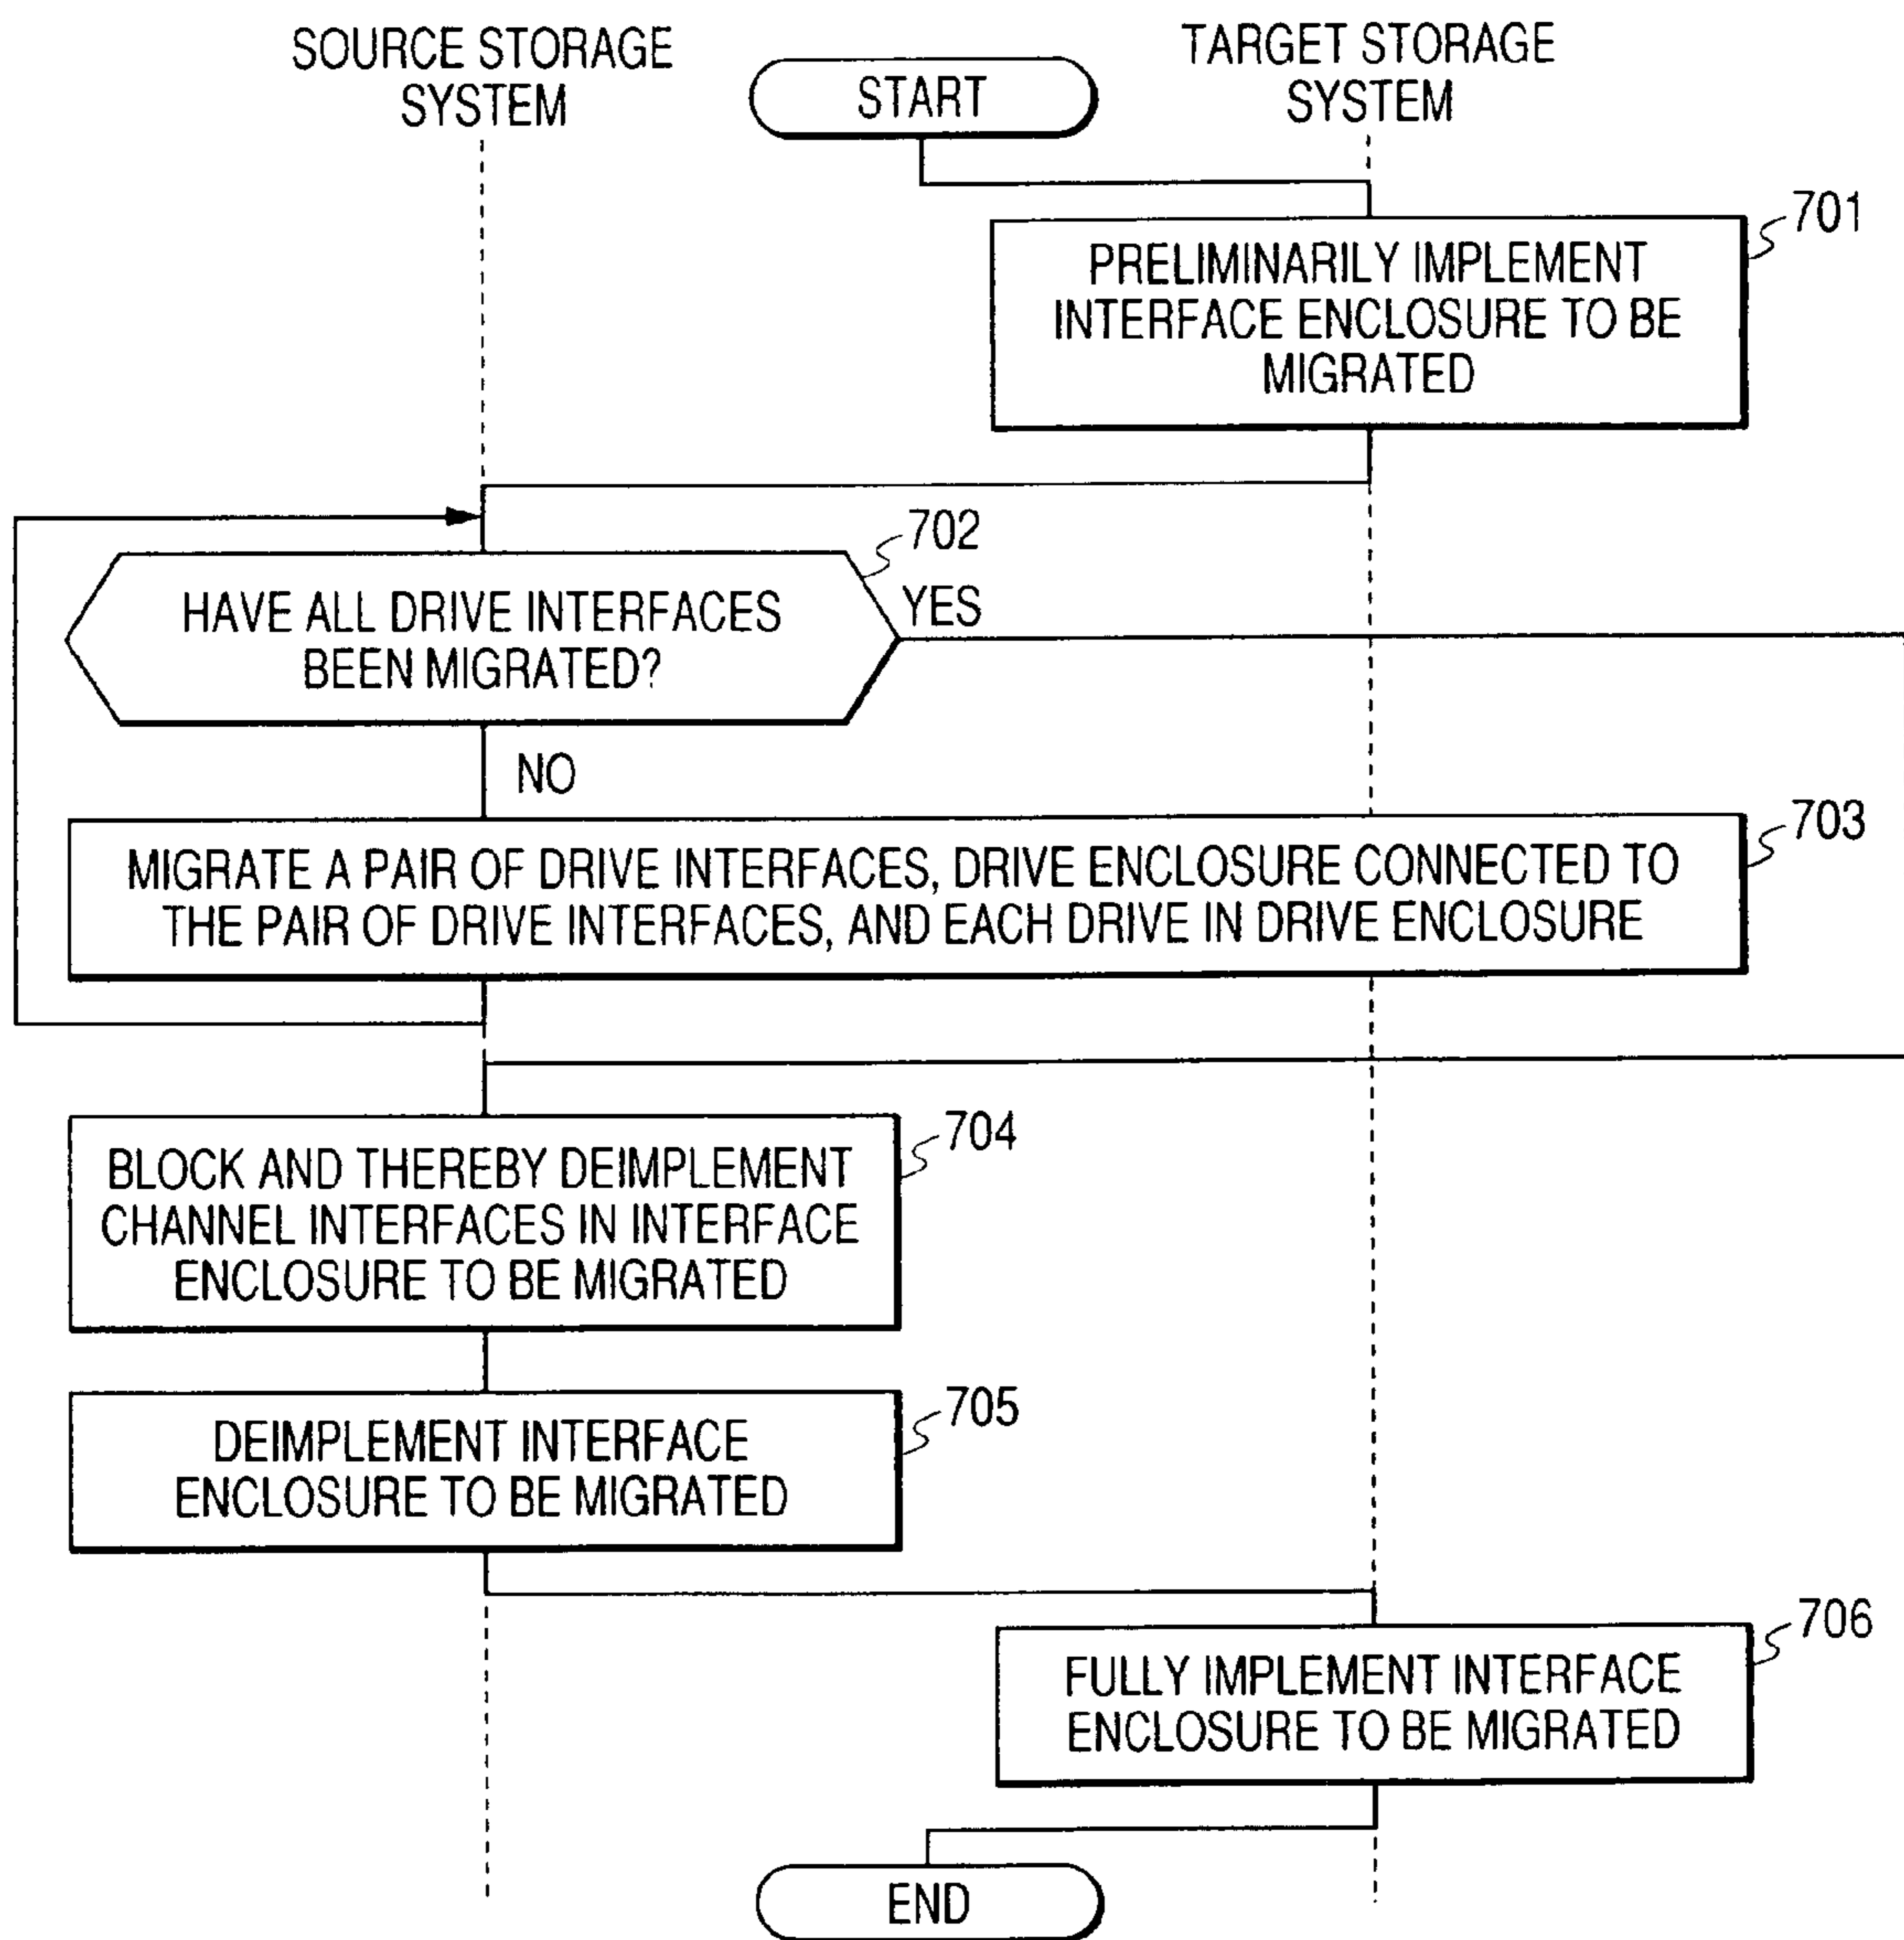 SOURCE STORAGE
SYSTEM
START
TARGET STORAGE
SYSTEM
701
PRELIMINARILY IMPLEMENT
INTERFACE ENCLOSURE TO BE
MIGRATED
702
HAVE ALL DRIVE INTERFACES
BEEN MIGRATED?
YES
NO
703
MIGRATE A PAIR OF DRIVE INTERFACES, DRIVE ENCLOSURE CONNECTED TO
THE PAIR OF DRIVE INTERFACES, AND EACH DRIVE IN DRIVE ENCLOSURE
704
BLOCK AND THEREBY DEIMPLEMENT
CHANNEL INTERFACES IN INTERFACE
ENCLOSURE TO BE MIGRATED
705
DEIMPLEMENT INTERFACE
ENCLOSURE TO BE MIGRATED
706
FULLY IMPLEMENT INTERFACE
ENCLOSURE TO BE MIGRATED
END